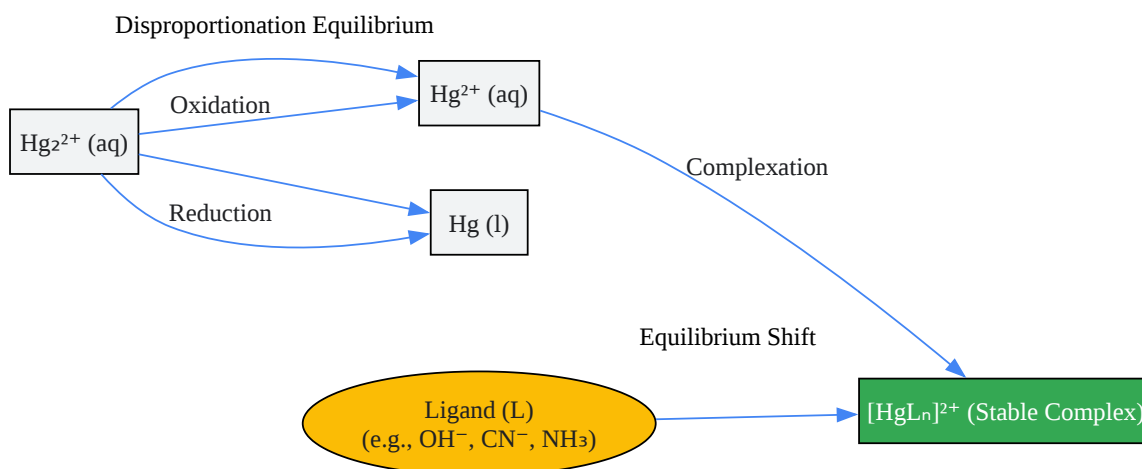 Disproportionation Equilibrium
Oxidation
Hg₂²⁺ (aq)
Hg²⁺ (aq)
Reduction
Hg (l)
Complexation
Equilibrium Shift
Ligand (L)
(e.g., OH⁻, CN⁻, NH₃)
[HgLₙ]²⁺ (Stable Complex)